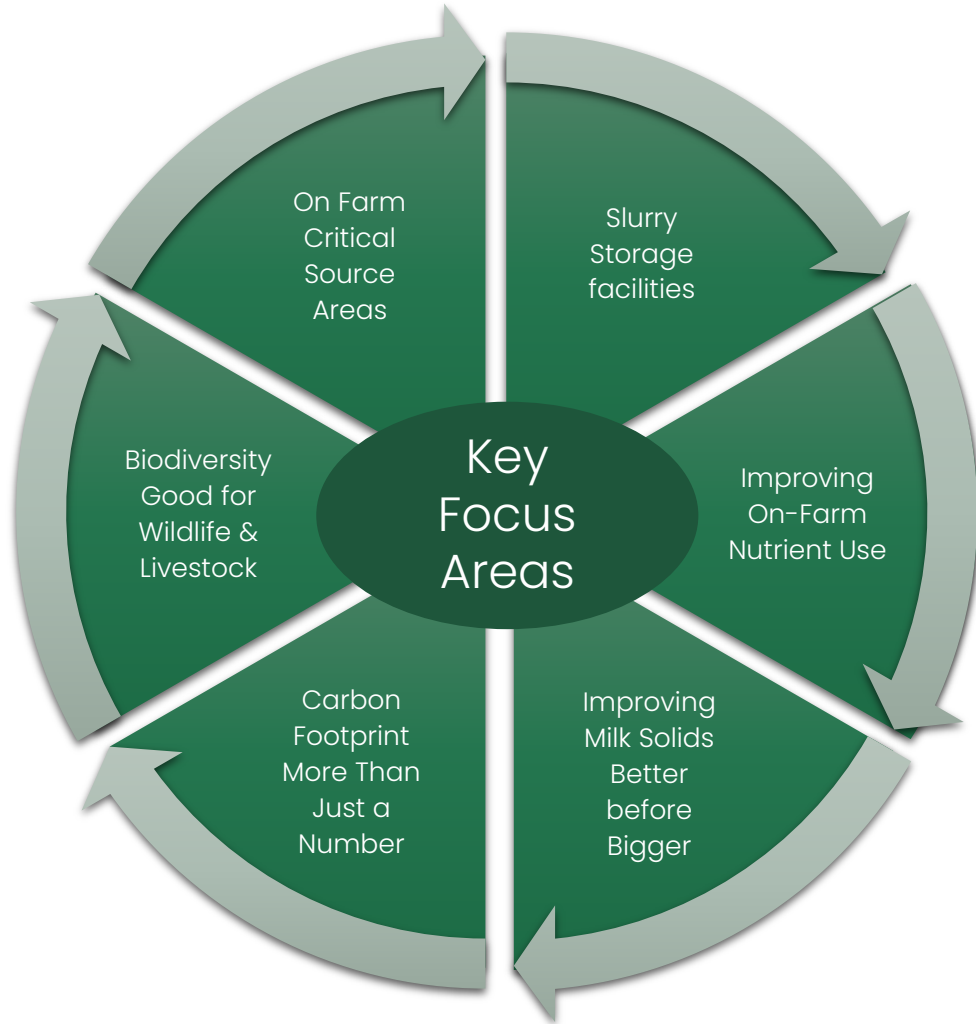 Key
Focus
Areas
Slurry
Storage
facilities
Improving
On-Farm
Nutrient Use
Improving
Milk Solids
Better
before
Bigger
Carbon
Footprint
More Than
Just a
Number
Biodiversity
Good for
Wildlife &
Livestock
On Farm
Critical
Source
Areas